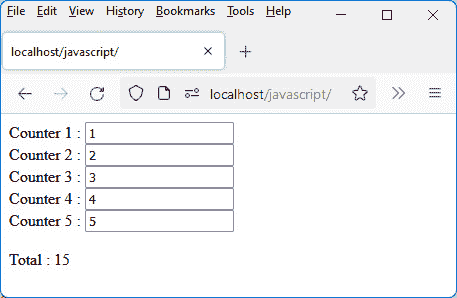 File Edit View History Bookmarks Tools Help
localhost/javascript/
localhost/javascript/
Counter 1 : 1
Counter 2 : 2
Counter 3 : 3
Counter 4 : 4
Counter 5 : 5
Total : 15